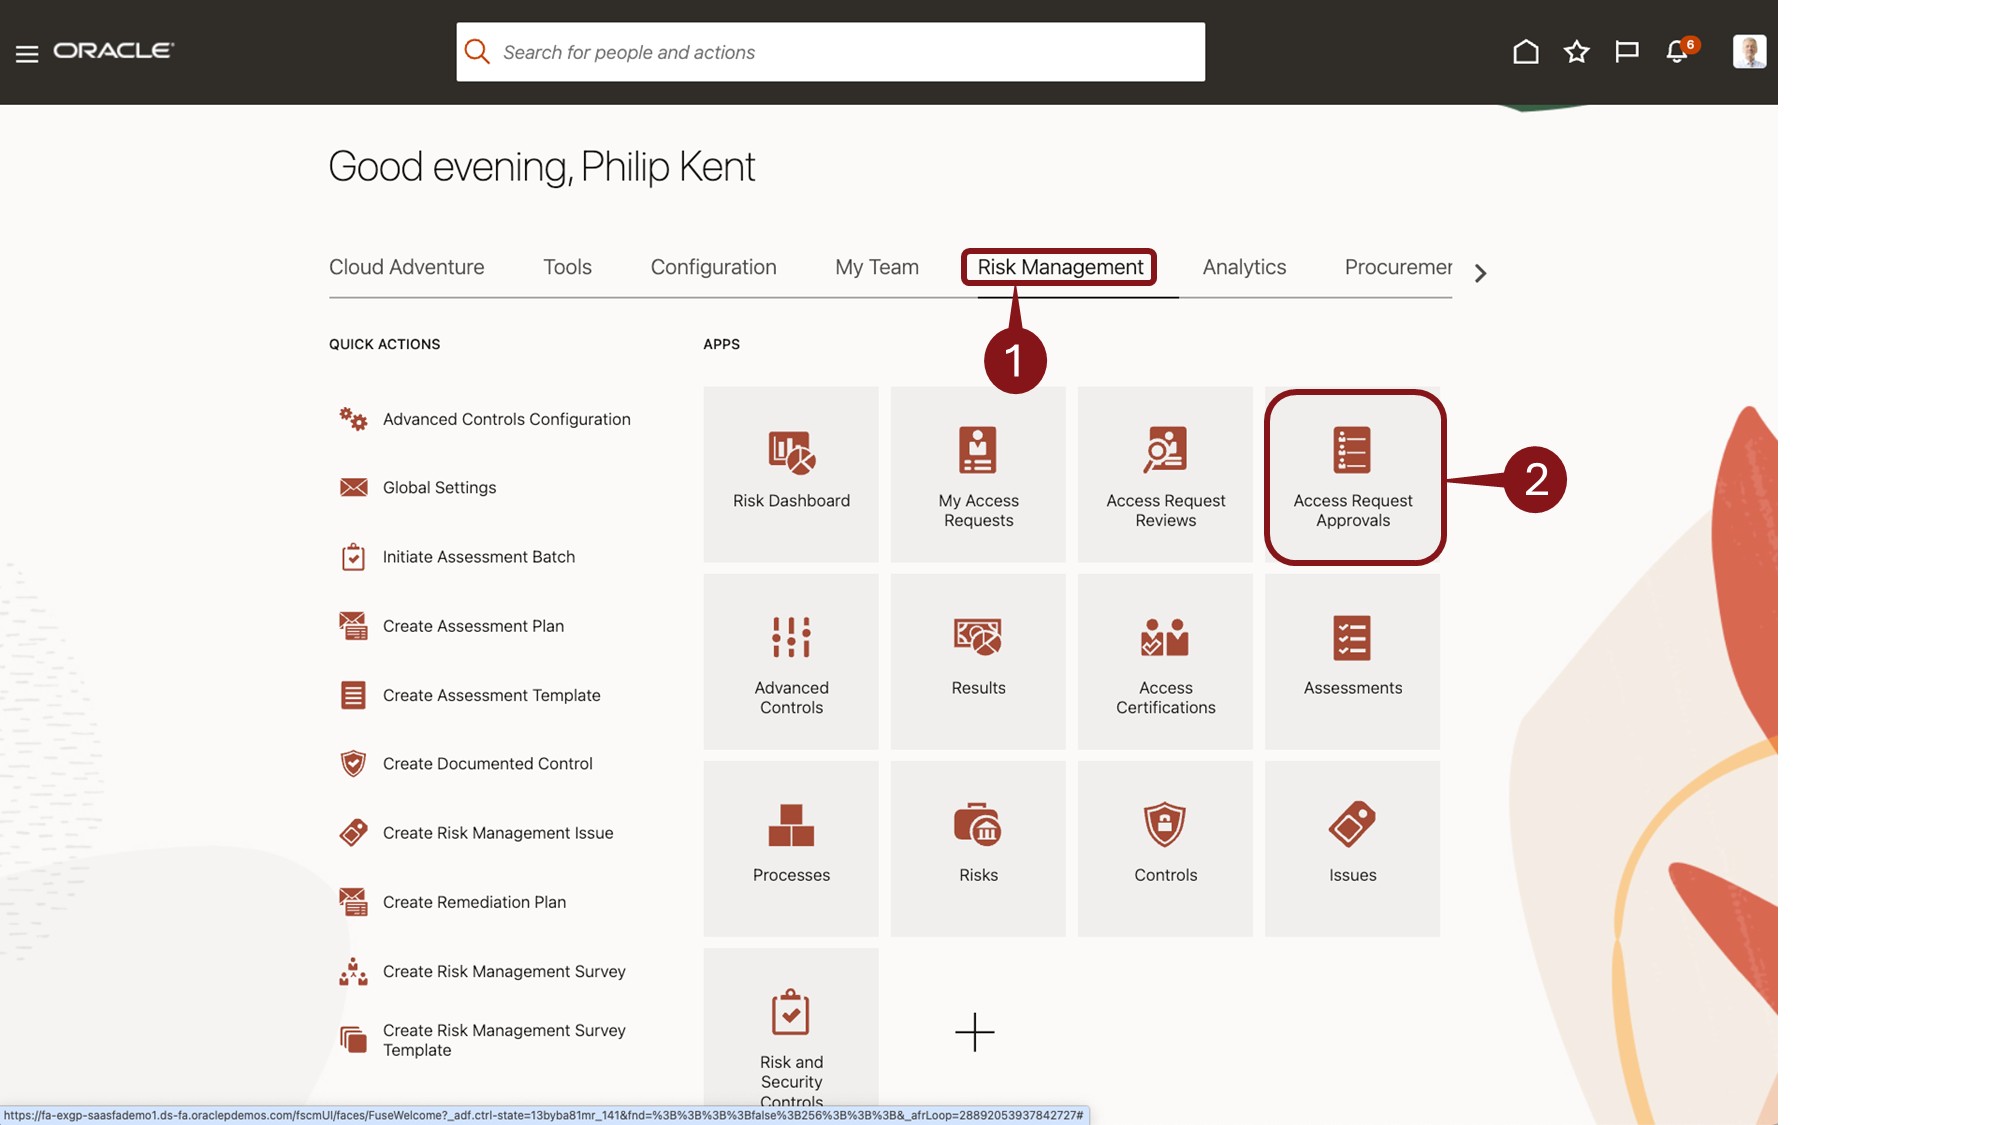 ORACLE
Search for people and actions
6
Good evening, Philip Kent
Cloud Adventure
Tools
Configuration
My Team
Risk Management
Analytics
Procuremen
1
QUICK ACTIONS
Advanced Controls Configuration
Global Settings
Initiate Assessment Batch
Create Assessment Plan
Create Assessment Template
Create Documented Control
Create Risk Management Issue
Create Remediation Plan
Create Risk Management Survey
Create Risk Management Survey
Template
APPS
Risk Dashboard
My Access
Requests
Access Request
Reviews
Access Request
Approvals
2
Advanced
Controls
Results
Access
Certifications
Assessments
Processes
Risks
Controls
Issues
Risk and
Security
Controls
https://fa-exgp-saasfademo1.ds-fa.oraclepdemos.com/fscmUI/faces/FuseWelcome?_adf.ctrl-state=13byba81mr_141&fnd=%3B%3B%3B%3Bfalse%3B256%3B%3B%3B&_afrLoop=28892053937842727#